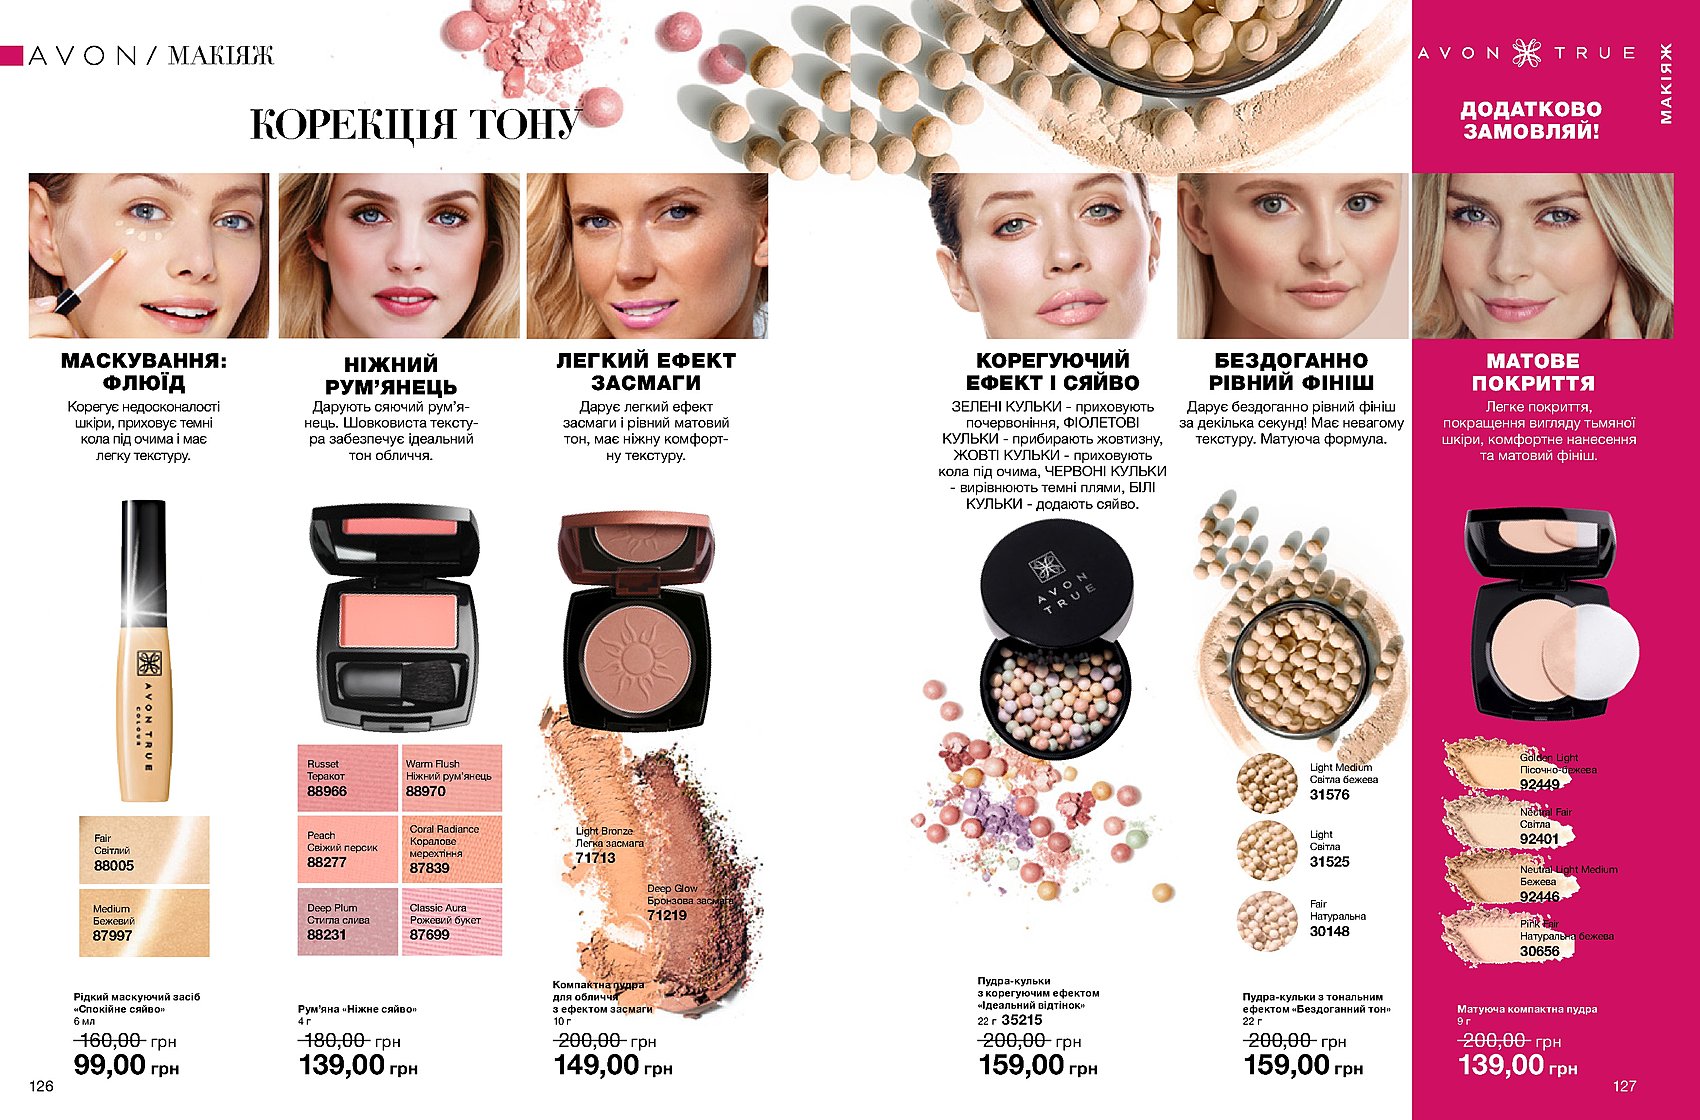 AVON / МАКІЯЖ
КОРЕКЦІЯ ТОНУ
AVON TRUE
МАКІЯЖ
ДОДАТКОВО
ЗАМОВЛЯЙ!
МАСКУВАННЯ:
ФЛЮЇД
Корегує недосконалості
шкіри, приховує темні
кола під очима і має
легку текстуру.
AVON TRUE
COLOUR
Fair
Світлий
88005
Medium
Бежевий
87997
Рідкий маскуючий засіб
«Спокійне сяйво»
6 мл
160,00 грн
99,00 грн
НІЖНИЙ
РУМ’ЯНЕЦЬ
Дарують сяючий рум’я-
нець. Шовковиста тексту-
ра забезпечує ідеальний
тон обличчя.
Russet
Теракот
88966
Warm Flush
Ніжний рум’янець
88970
Peach
Свіжий персик
88277
Coral Radiance
Коралове
мерехтіння
87839
Deep Plum
Стигла слива
88231
Classic Aura
Рожевий букет
87699
Рум’яна «Ніжне сяйво»
4 г
180,00 грн
139,00 грн
ЛЕГКИЙ ЕФЕКТ
ЗАСМАГИ
Дарує легкий ефект
засмаги і рівний матовий
тон, має ніжну комфорт-
ну текстуру.
Light Bronze
Легка засмага
71713
Deep Glow
Бронзова засмага
71219
Компактна пудра
для обличчя
з ефектом засмаги
10 г
200,00 грн
149,00 грн
КОРЕГУЮЧИЙ
ЕФЕКТ І СЯЙВО
ЗЕЛЕНІ КУЛЬКИ - приховують
почервоніння, ФІОЛЕТОВІ
КУЛЬКИ - прибирають жовтизну,
ЖОВТІ КУЛЬКИ - приховують
кола під очима, ЧЕРВОНІ КУЛЬКИ
- вирівнюють темні плями, БІЛІ
КУЛЬКИ - додають сяйво.
AVON
TRUE
Пудра-кульки
з корегуючим ефектом
«Ідеальний відтінок»
22 г 35215
200,00 грн
159,00 грн
БЕЗДОГАННО
РІВНИЙ ФІНІШ
Дарує бездоганно рівний фініш
за декілька секунд! Має невагому
текстуру. Матуюча формула.
Light Medium
Світла бежева
31576
Light
Світла
31525
Fair
Натуральна
30148
Пудра-кульки з тональним
ефектом «Бездоганний тон»
22 г
200,00 грн
159,00 грн
МАТОВЕ
ПОКРИТТЯ
Легке покриття,
покращення вигляду тьмяної
шкіри, комфортне нанесення
та матовий фініш.
Golden Light
Пісочно-бежева
92449
Neutral Fair
Світла
92401
Neutral Light Medium
Бежева
92446
Pink Fair
Натуральна бежева
30656
Матуюча компактна пудра
9 г
200,00 грн
139,00 грн
126
127